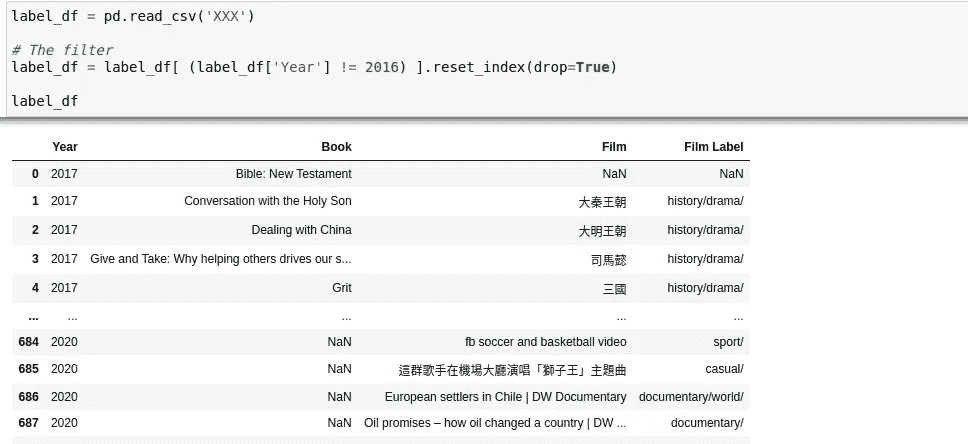 label_df = pd.read_csv('XXX')
# The filter
label_df = label_df[ (label_df['Year'] != 2016) ].reset_index(drop=True)
label_df
Year Book Film Film Label
0 2017 Bible: New Testament NaN NaN
1 2017 Conversation with the Holy Son 大秦王朝 history/drama/
2 2017 Dealing with China 大明王朝 history/drama/
3 2017 Give and Take: Why helping others drives our s... 司馬懿 history/drama/
4 2017 Grit 三國 history/drama/
... ... ... ... ...
684 2020 NaN fb soccer and basketball video sport/
685 2020 NaN 這群歌手在機場大廳演唱「獅子王」主題曲 casual/
686 2020 NaN European settlers in Chile | DW Documentary documentary/world/
687 2020 NaN Oil promises – how oil changed a country | DW ... documentary/